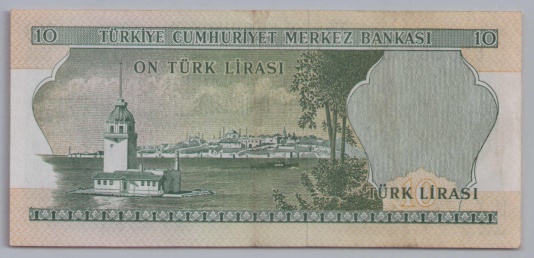 10 TÜRKİYE CUMHURİYET MERKEZ BANKASI 10
ON TÜRK LİRASI
10
TÜRK LİRASI